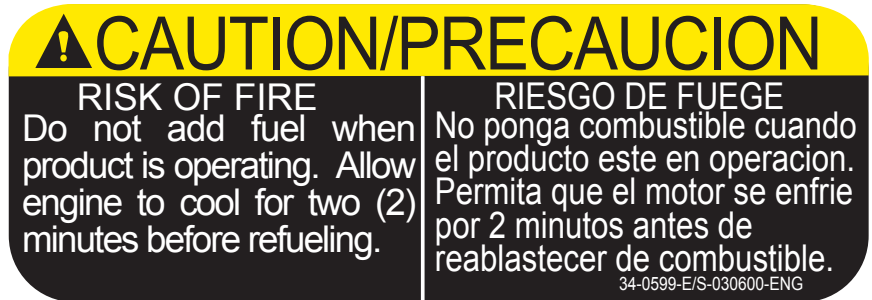 CAUTION/PRECAUCION
RISK OF FIRE
Do not add fuel when
product is operating. Allow
engine to cool for two (2)
minutes before refueling.
RIESGO DE FUEGE
No ponga combustible cuando
el producto este en operacion.
Permita que el motor se enfrie
por 2 minutos antes de
reablastecer de combustible.
34-0599-E/S-030600-ENG